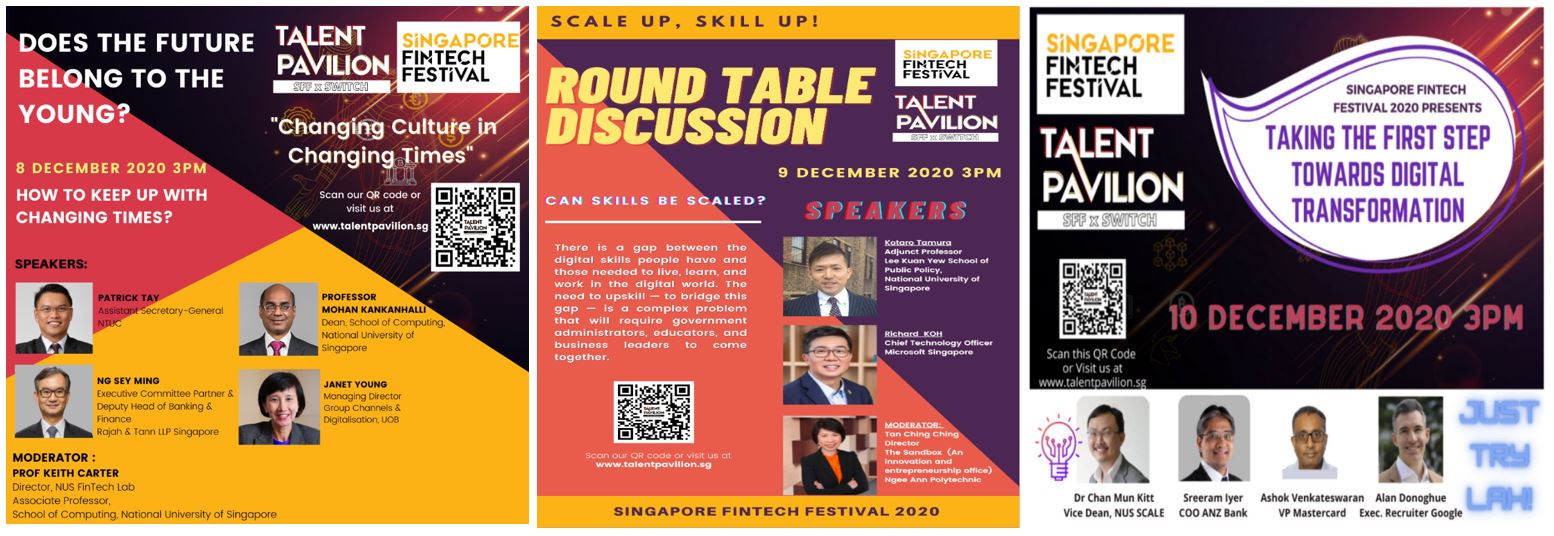 DOES THE FUTURE
BELONG TO THE
YOUNG?
TALENT
PAVILION
SFF x SWITCH
SiNGAPORE
FiNTECH
FESTiVAL
"Changing Culture in
Changing Times"
8 DECEMBER 2020 3PM
HOW TO KEEP UP WITH
CHANGING TIMES?
Scan our QR code or
visit us at
www.talentpavilion.sg
TALENT
PAVILION
SPEAKERS:
PATRICK TAY
Assistant Secretary-General
NTUC
PROFESSOR
MOHAN KANKANHALLI
Dean, School of Computing,
National University of
Singapore
NG SEY MING
Executive Committee Partner &
Deputy Head of Banking &
Finance
Rajah & Tann LLP Singapore
JANET YOUNG
Managing Director
Group Channels &
Digitalisation, UOB
MODERATOR :
PROF KEITH CARTER
Director, NUS FinTech Lab
Associate Professor,
School of Computing, National University of Singapore
SCALE UP, SKILL UP!
ROUND TABLE
DISCUSSION
SiNGAPORE
FiNTECH
FESTiVAL
TALENT
PAVILION
SFF x SWITCH
9 DECEMBER 2020 3PM
CAN SKILLS BE SCALED?
There is a gap between the
digital skills people have and
those needed to live, learn, and
work in the digital world. The
need to upskill — to bridge this
gap — is a complex problem
that will require government
administrators, educators, and
business leaders to come
together.
TALENT
PAVILION
Scan our QR code or visit us at
www.talentpavilion.sg
SPEAKERS
Kotaro Tamura
Adjunct Professor
Lee Kuan Yew School of
Public Policy,
National University of
Singapore
Richard KOH
Chief Technology Officer
Microsoft Singapore
MODERATOR:
Tan Ching Ching
Director
The Sandbox (An
innovation and
entrepreneurship office)
Ngee Ann Polytechnic
SINGAPORE FINTECH FESTIVAL 2020
SiNGAPORE
FiNTECH
FESTiVAL
TALENT
PAVILION
SFF x SWITCH
SINGAPORE FINTECH
FESTIVAL 2020 PRESENTS
TAKING THE FIRST STEP
TOWARDS DIGITAL
TRANSFORMATION
TALENT
PAVILION
10 DECEMBER 2020 3PM
Scan this QR Code
or Visit us at
www.talentpavilion.sg
Dr Chan Mun Kitt
Vice Dean, NUS SCALE
Sreeram Iyer
COO ANZ Bank
Ashok Venkateswaran
VP Mastercard
Alan Donoghue
Exec. Recruiter Google
JUST
TRY
LAH!